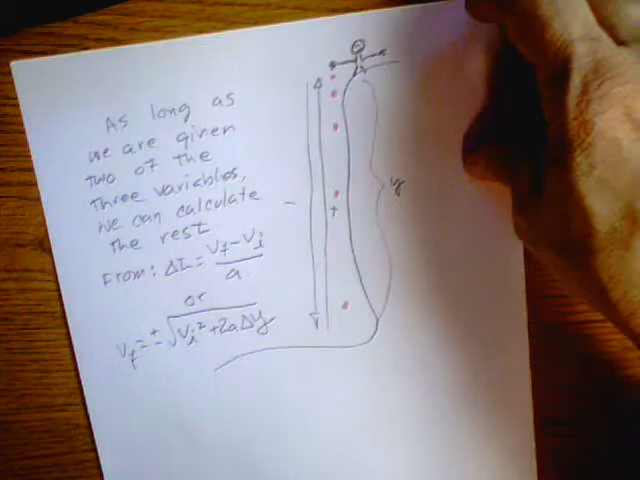 As long as
we are given
two of the
three variables,
we can calculate
the rest
From: Δt = (Vf - Vi) / a
or
Vf = ± √(Vi² + 2aΔy)
y